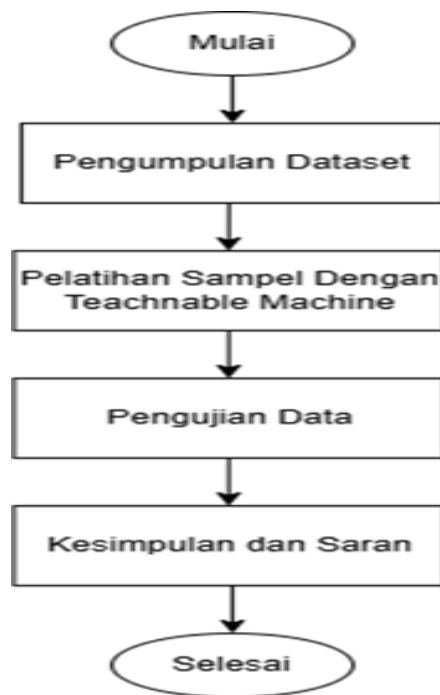 Mulai
Pengumpulan Dataset
Pelatihan Sampel Dengan
Teachnable Machine
Pengujian Data
Kesimpulan dan Saran
Selesai